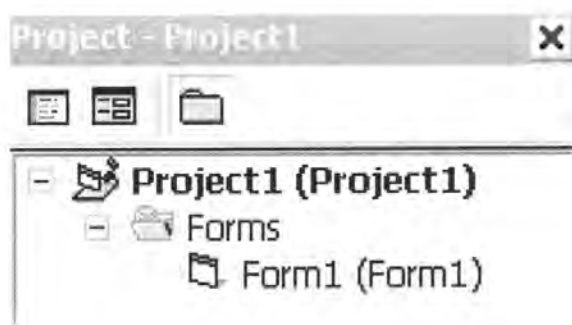 Project - Project1
Project1 (Project1)
Forms
Form1 (Form1)